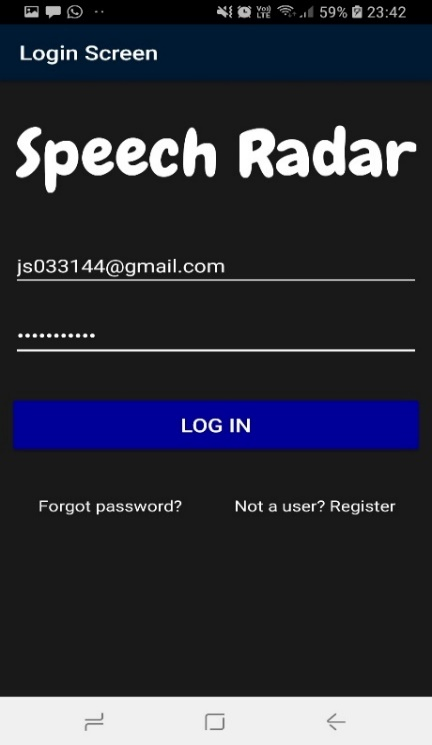 59% 23:42
Login Screen
Speech Radar
js033144@gmail.com
•••••••••••
LOG IN
Forgot password? Not a user? Register